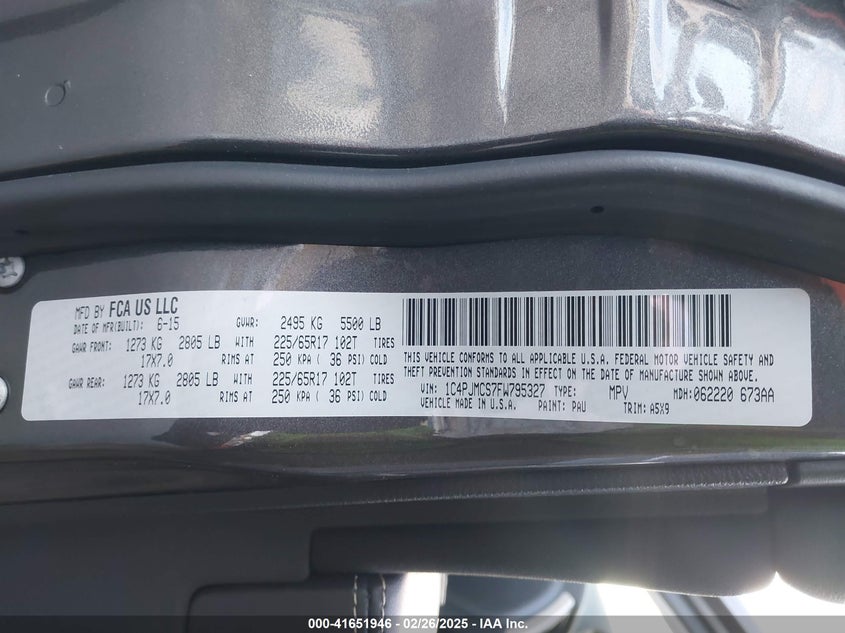 MFD BY FCA US LLC
DATE OF MFR(BUILT): 6-15 GVWR: 2495 KG 5500 LB
GAWR FRONT: 1273 KG 2805 LB WITH 225/65R17 102T TIRES
17X7.0 RIMS AT 250 KPA ( 36 PSI) COLD
GAWR REAR: 1273 KG 2805 LB WITH 225/65R17 102T TIRES
17X7.0 RIMS AT 250 KPA ( 36 PSI) COLD
THIS VEHICLE CONFORMS TO ALL APPLICABLE U.S.A. FEDERAL MOTOR VEHICLE SAFETY AND
THEFT PREVENTION STANDARDS IN EFFECT ON THE DATE OF MANUFACTURE SHOWN ABOVE.
VIN: 1C4PJMCS7FW795327 TYPE: MPV MDH: 062220 673AA
VEHICLE MADE IN U.S.A. PAINT: PAU TRIM: A5X9
000-41651946 - 02/26/2025 - IAA Inc.